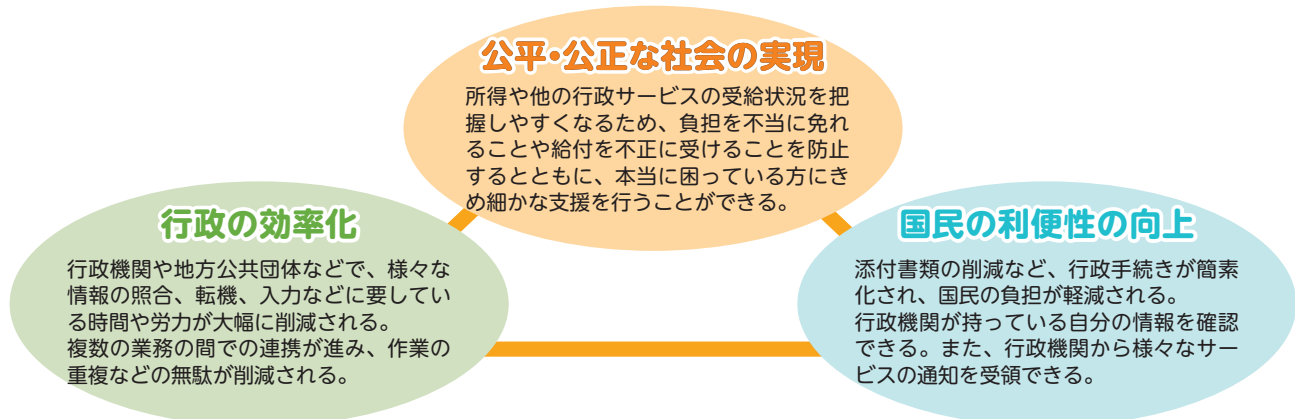 公平・公正な社会の実現
所得や他の行政サービスの受給状況を把
握しやすくなるため、負担を不当に免れ
ることや給付を不正に受けることを防止
するとともに、本当に困っている方にき
め細かな支援を行うことができる。
行政の効率化
行政機関や地方公共団体などで、様々な
情報の照合、転機、入力などに要してい
る時間や労力が大幅に削減される。
複数の業務の間での連携が進み、作業の
重複などの無駄が削減される。
国民の利便性の向上
添付書類の削減など、行政手続きが簡素
化され、国民の負担が軽減される。
行政機関が持っている自分の情報を確認
できる。また、行政機関から様々なサー
ビスの通知を受領できる。